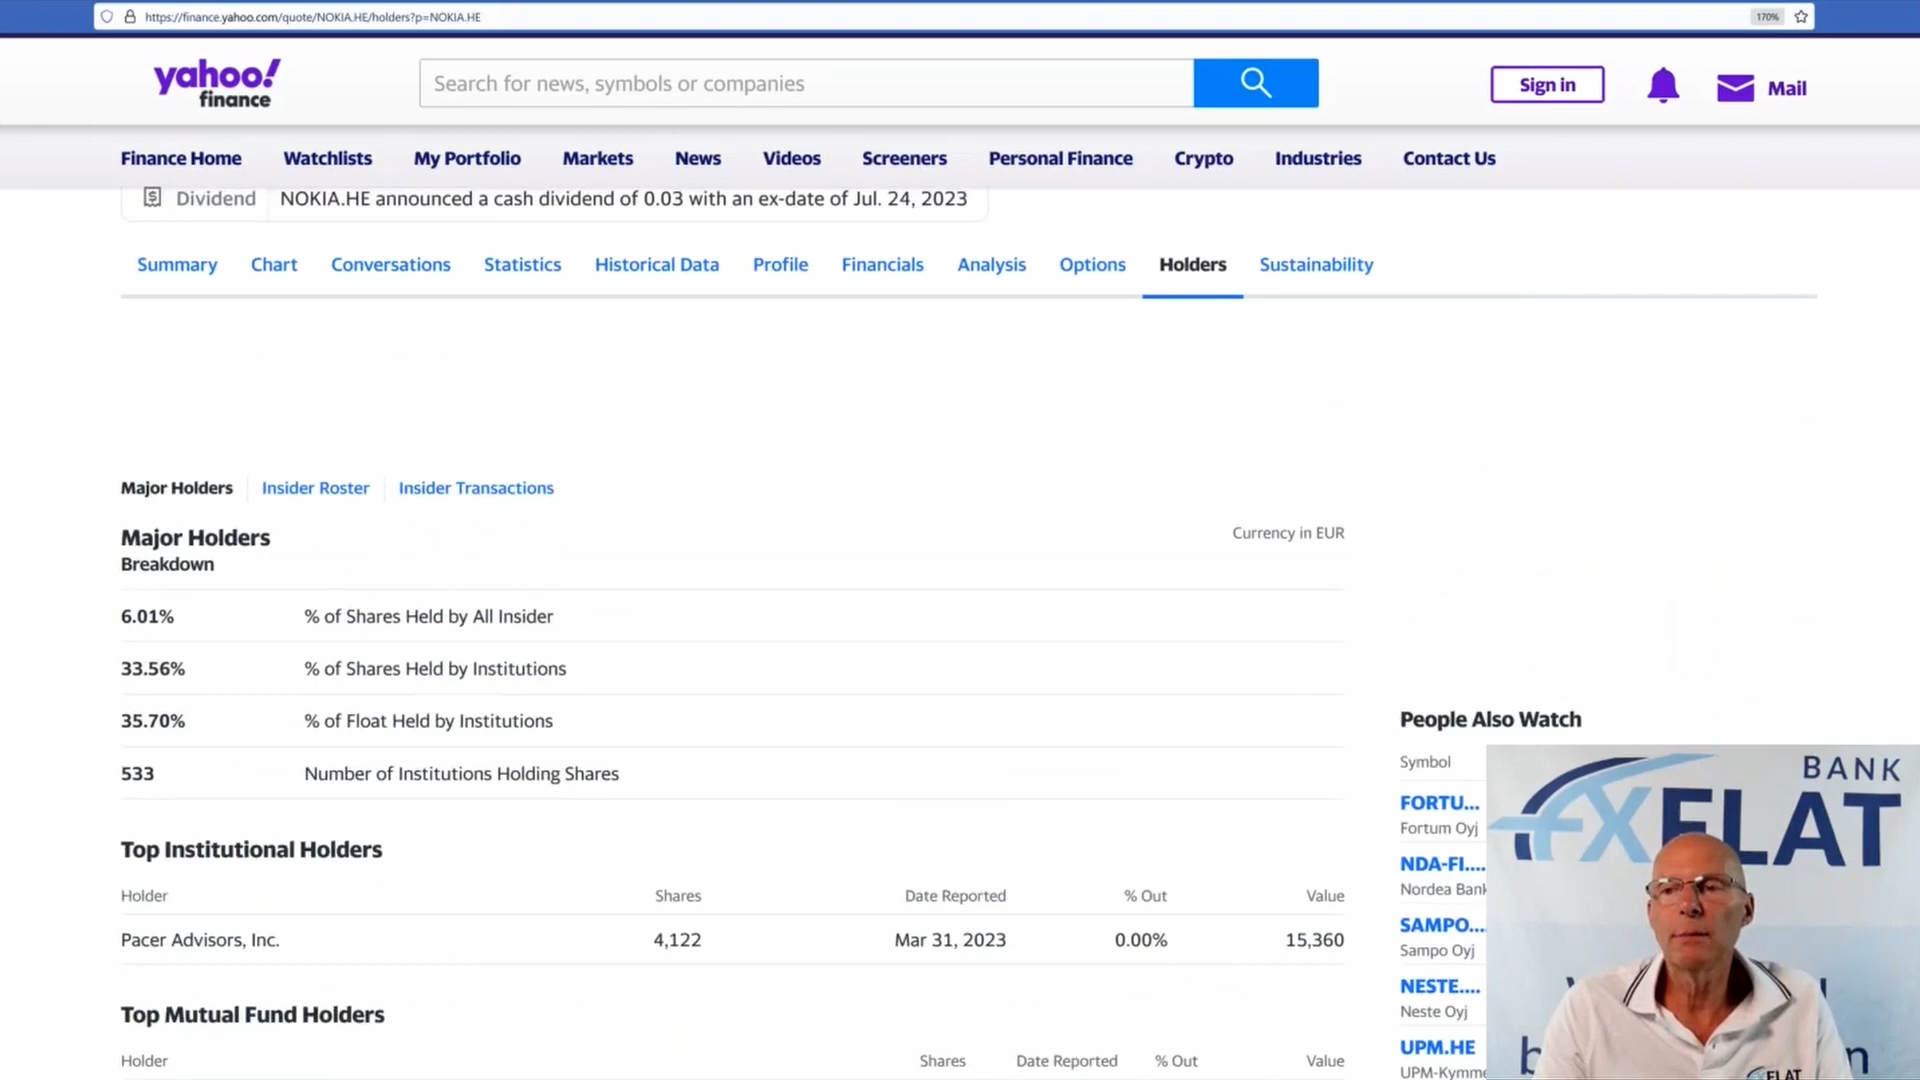 https://finance.yahoo.com/quote/NOKIA.HE/holders?p=NOKIA.HE
170%
yahoo!
finance
Search for news, symbols or companies
Sign in
Mail
Finance Home Watchlists My Portfolio Markets News Videos Screeners Personal Finance Crypto Industries Contact Us
Dividend NOKIA.HE announced a cash dividend of 0.03 with an ex-date of Jul. 24, 2023
Summary Chart Conversations Statistics Historical Data Profile Financials Analysis Options Holders Sustainability
Major Holders Insider Roster Insider Transactions
Major Holders
Currency in EUR
Breakdown
6.01% % of Shares Held by All Insider
33.56% % of Shares Held by Institutions
35.70% % of Float Held by Institutions
533 Number of Institutions Holding Shares
Top Institutional Holders
Holder Shares Date Reported % Out Value
Pacer Advisors, Inc. 4,122 Mar 31, 2023 0.00% 15,360
Top Mutual Fund Holders
Holder Shares Date Reported % Out Value
People Also Watch
Symbol
FORTU...
Fortum Oyj
NDA-FI....
Nordea Bank
SAMPO...
Sampo Oyj
NESTE....
Neste Oyj
UPM.HE
UPM-Kymme
BANK
FXFLAT
FLAT